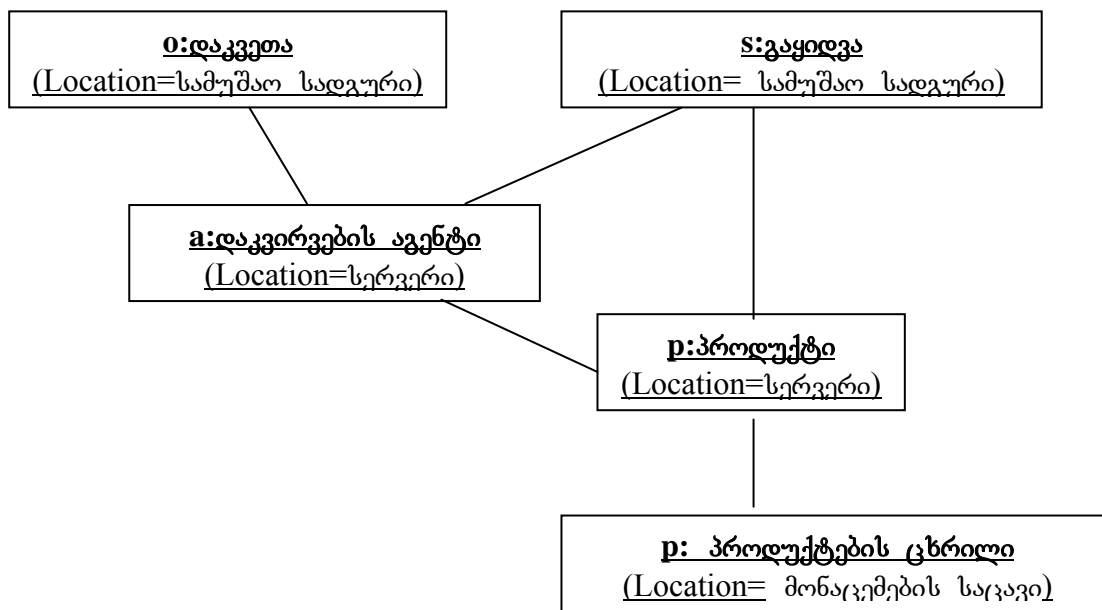 o:დაკვეთა
(Location=სამუშაო სადგური)
s:გაყიდვა
(Location= სამუშაო სადგური)
a:დაკვირვების აგენტი
(Location=სერვერი)
p:პროდუქტი
(Location=სერვერი)
p: პროდუქტების ცხრილი
(Location= მონაცემების საცავი)